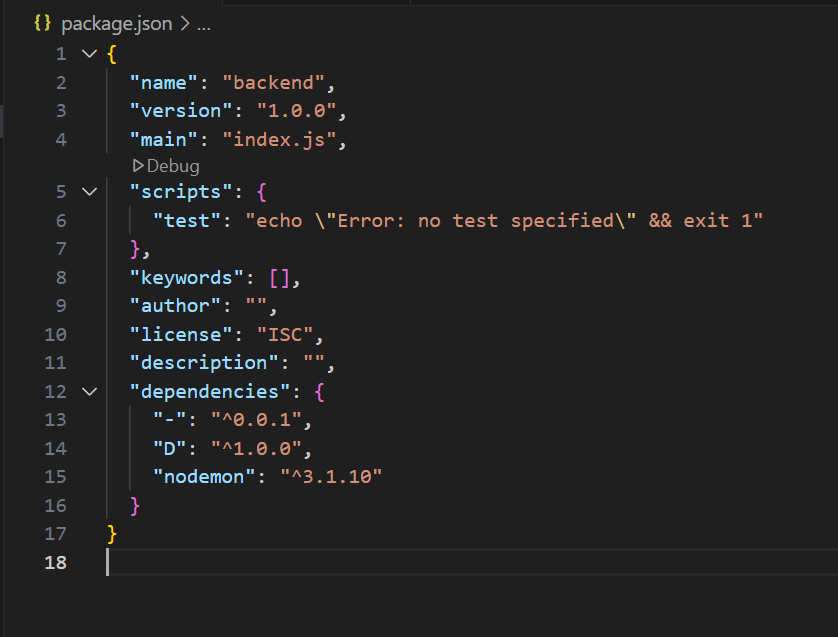 {} package.json > ...
1 {
2 "name": "backend",
3 "version": "1.0.0",
4 "main": "index.js",
Debug
5 "scripts": {
6 "test": "echo \"Error: no test specified\" && exit 1"
7 },
8 "keywords": [],
9 "author": "",
10 "license": "ISC",
11 "description": "",
12 "dependencies": {
13 "-": "^0.0.1",
14 "D": "^1.0.0",
15 "nodemon": "^3.1.10"
16 }
17 }
18